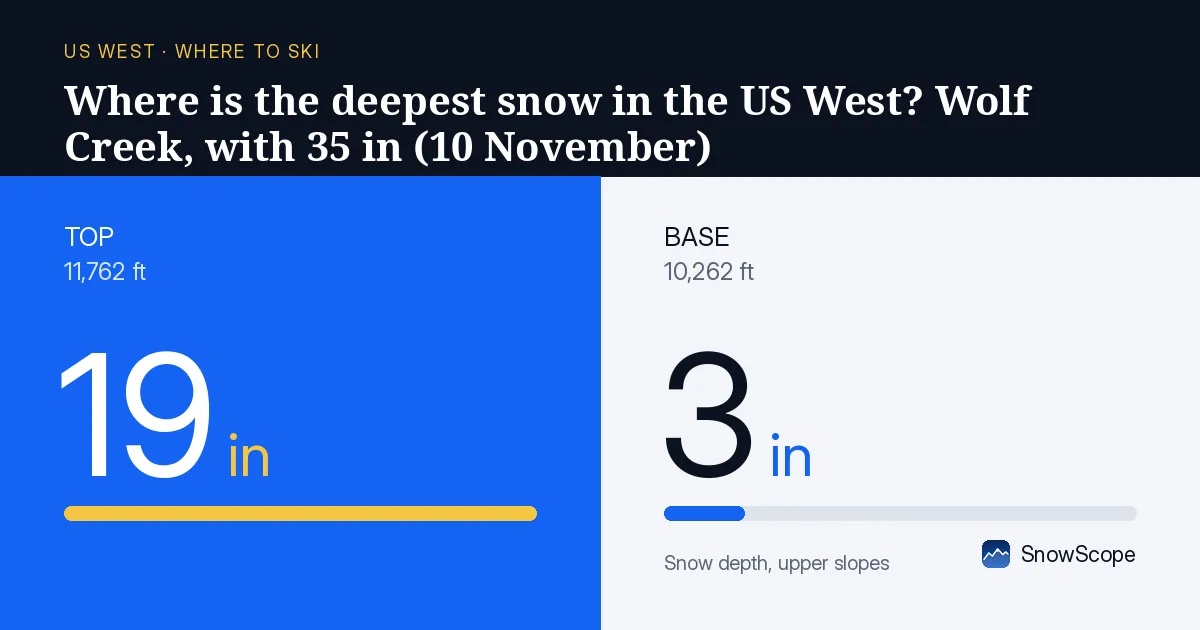 US WEST · WHERE TO SKI
Where is the deepest snow in the US West? Wolf
Creek, with 35 in (10 November)
TOP
11,762 ft
19 in
BASE
10,262 ft
3 in
Snow depth, upper slopes
SnowScope